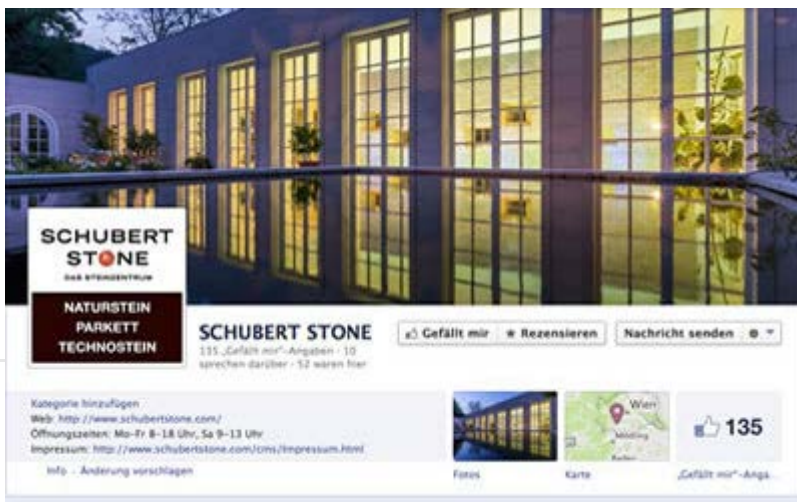 SCHUBERT
STONE
DAS STEINZENTRUM
NATURSTEIN
PARKETT
TECHNOSTEIN
SCHUBERT STONE
135 „Gefällt mir“-Angaben · 10
sprechen darüber · 52 waren hier
Gefällt mir
Rezensieren
Nachricht senden
Kategorie hinzufügen
Web: http://www.schubertstone.com/
Öffnungszeiten: Mo-Fr 8-18 Uhr, Sa 9-13 Uhr
Impressum: http://www.schubertstone.com/cms/Impressum.html
Info · Änderung vorschlagen
Wien
Mödling
Baden
135
Fotos
Karte
„Gefällt mir“-Anga...